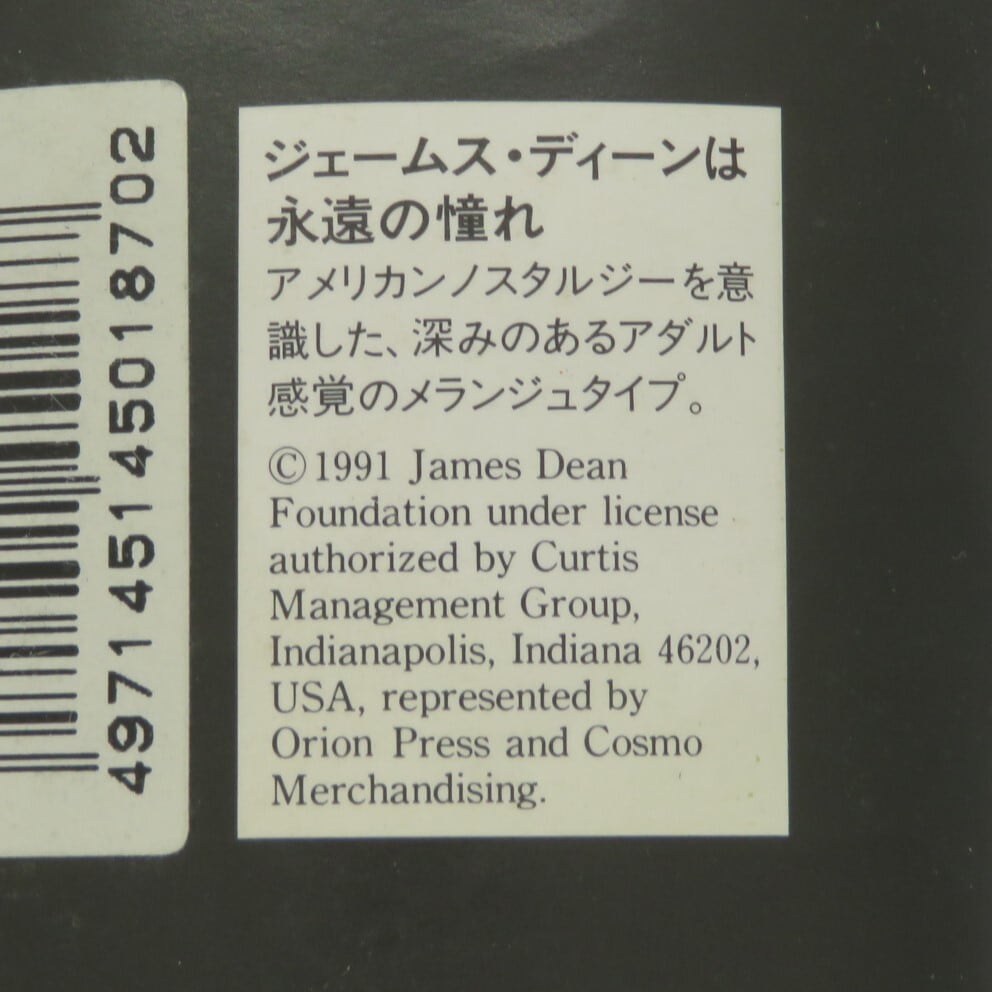 4971451450187​02
ジェームス・ディーンは
永遠の憧れ
アメリカンノスタルジーを意
識した、深みのあるアダルト
感覚のメランジュタイプ。
©1991 James Dean
Foundation under license
authorized by Curtis
Management Group,
Indianapolis, Indiana 46202,
USA, represented by
Orion Press and Cosmo
Merchandising.